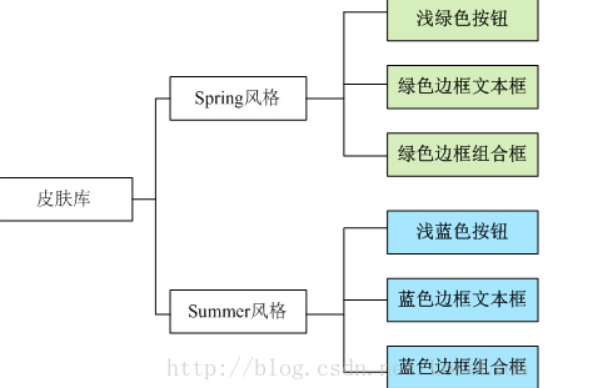 浅绿色按钮
Spring风格
绿色边框文本框
绿色边框组合框
皮肤库
浅蓝色按钮
Summer风格
蓝色边框文本框
蓝色边框组合框
http://blog.csdn.ne